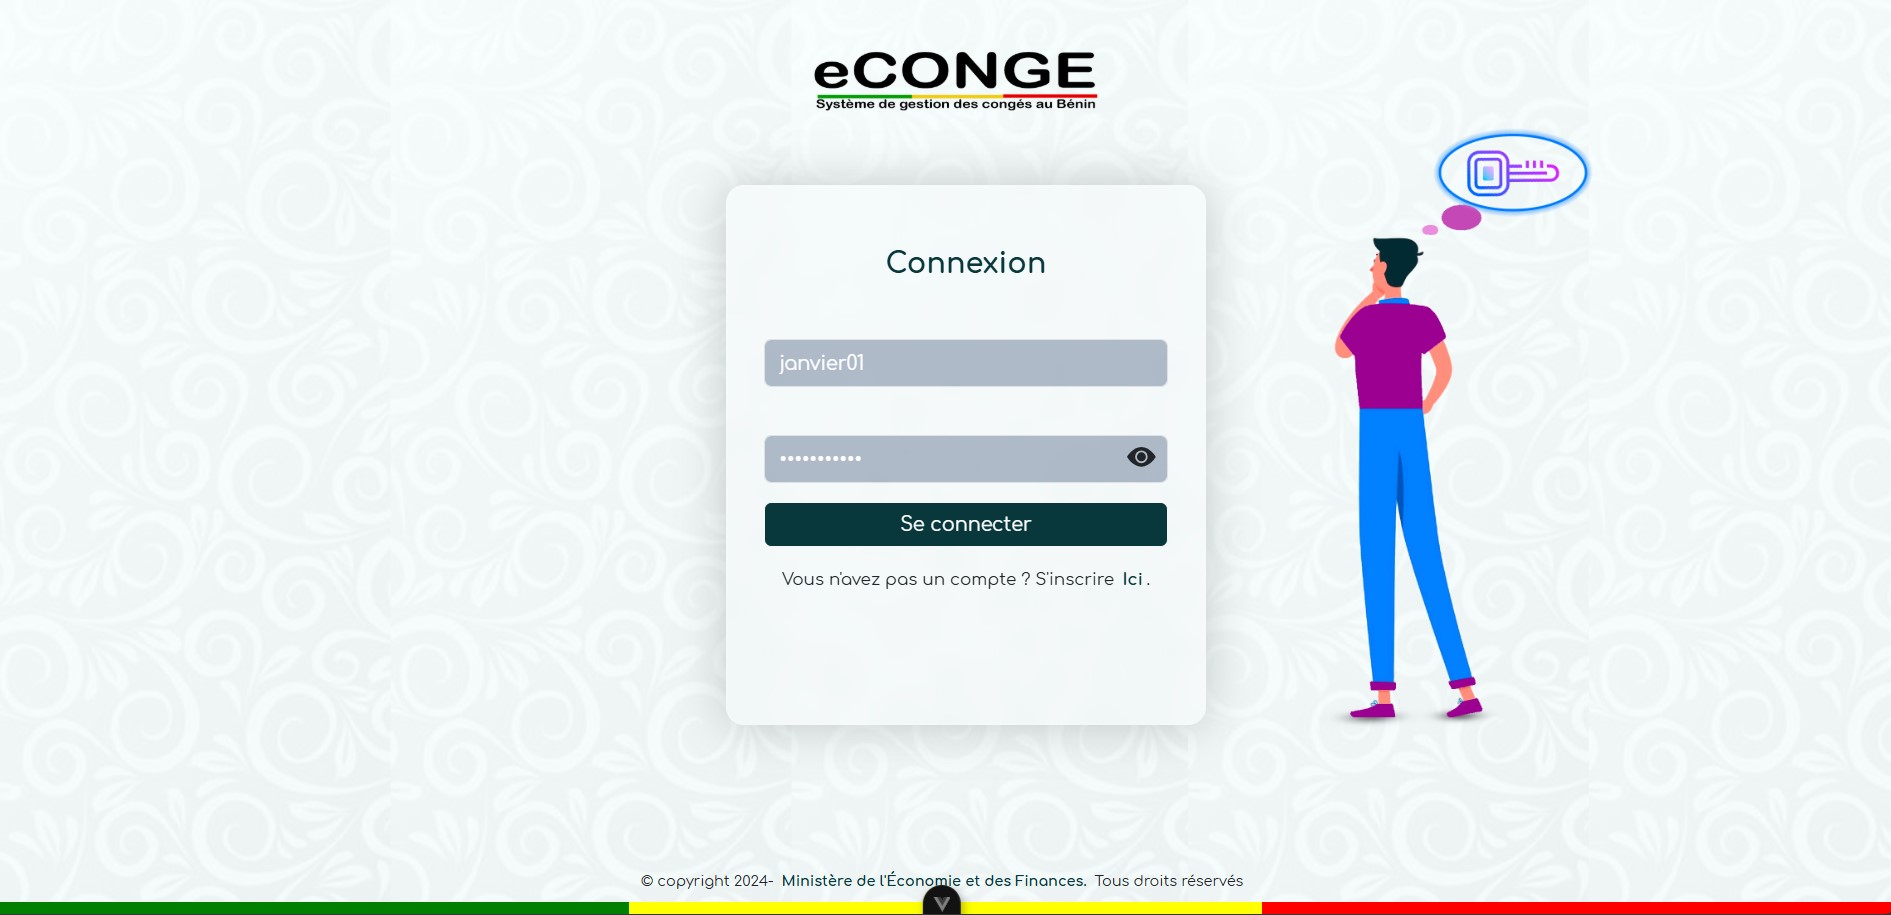 eCONGE
Système de gestion des congés au Bénin
Connexion
janvier01
•••••••••••
Se connecter
Vous n'avez pas un compte ? S'inscrire Ici .
© copyright 2024- Ministère de l'Économie et des Finances. Tous droits réservés